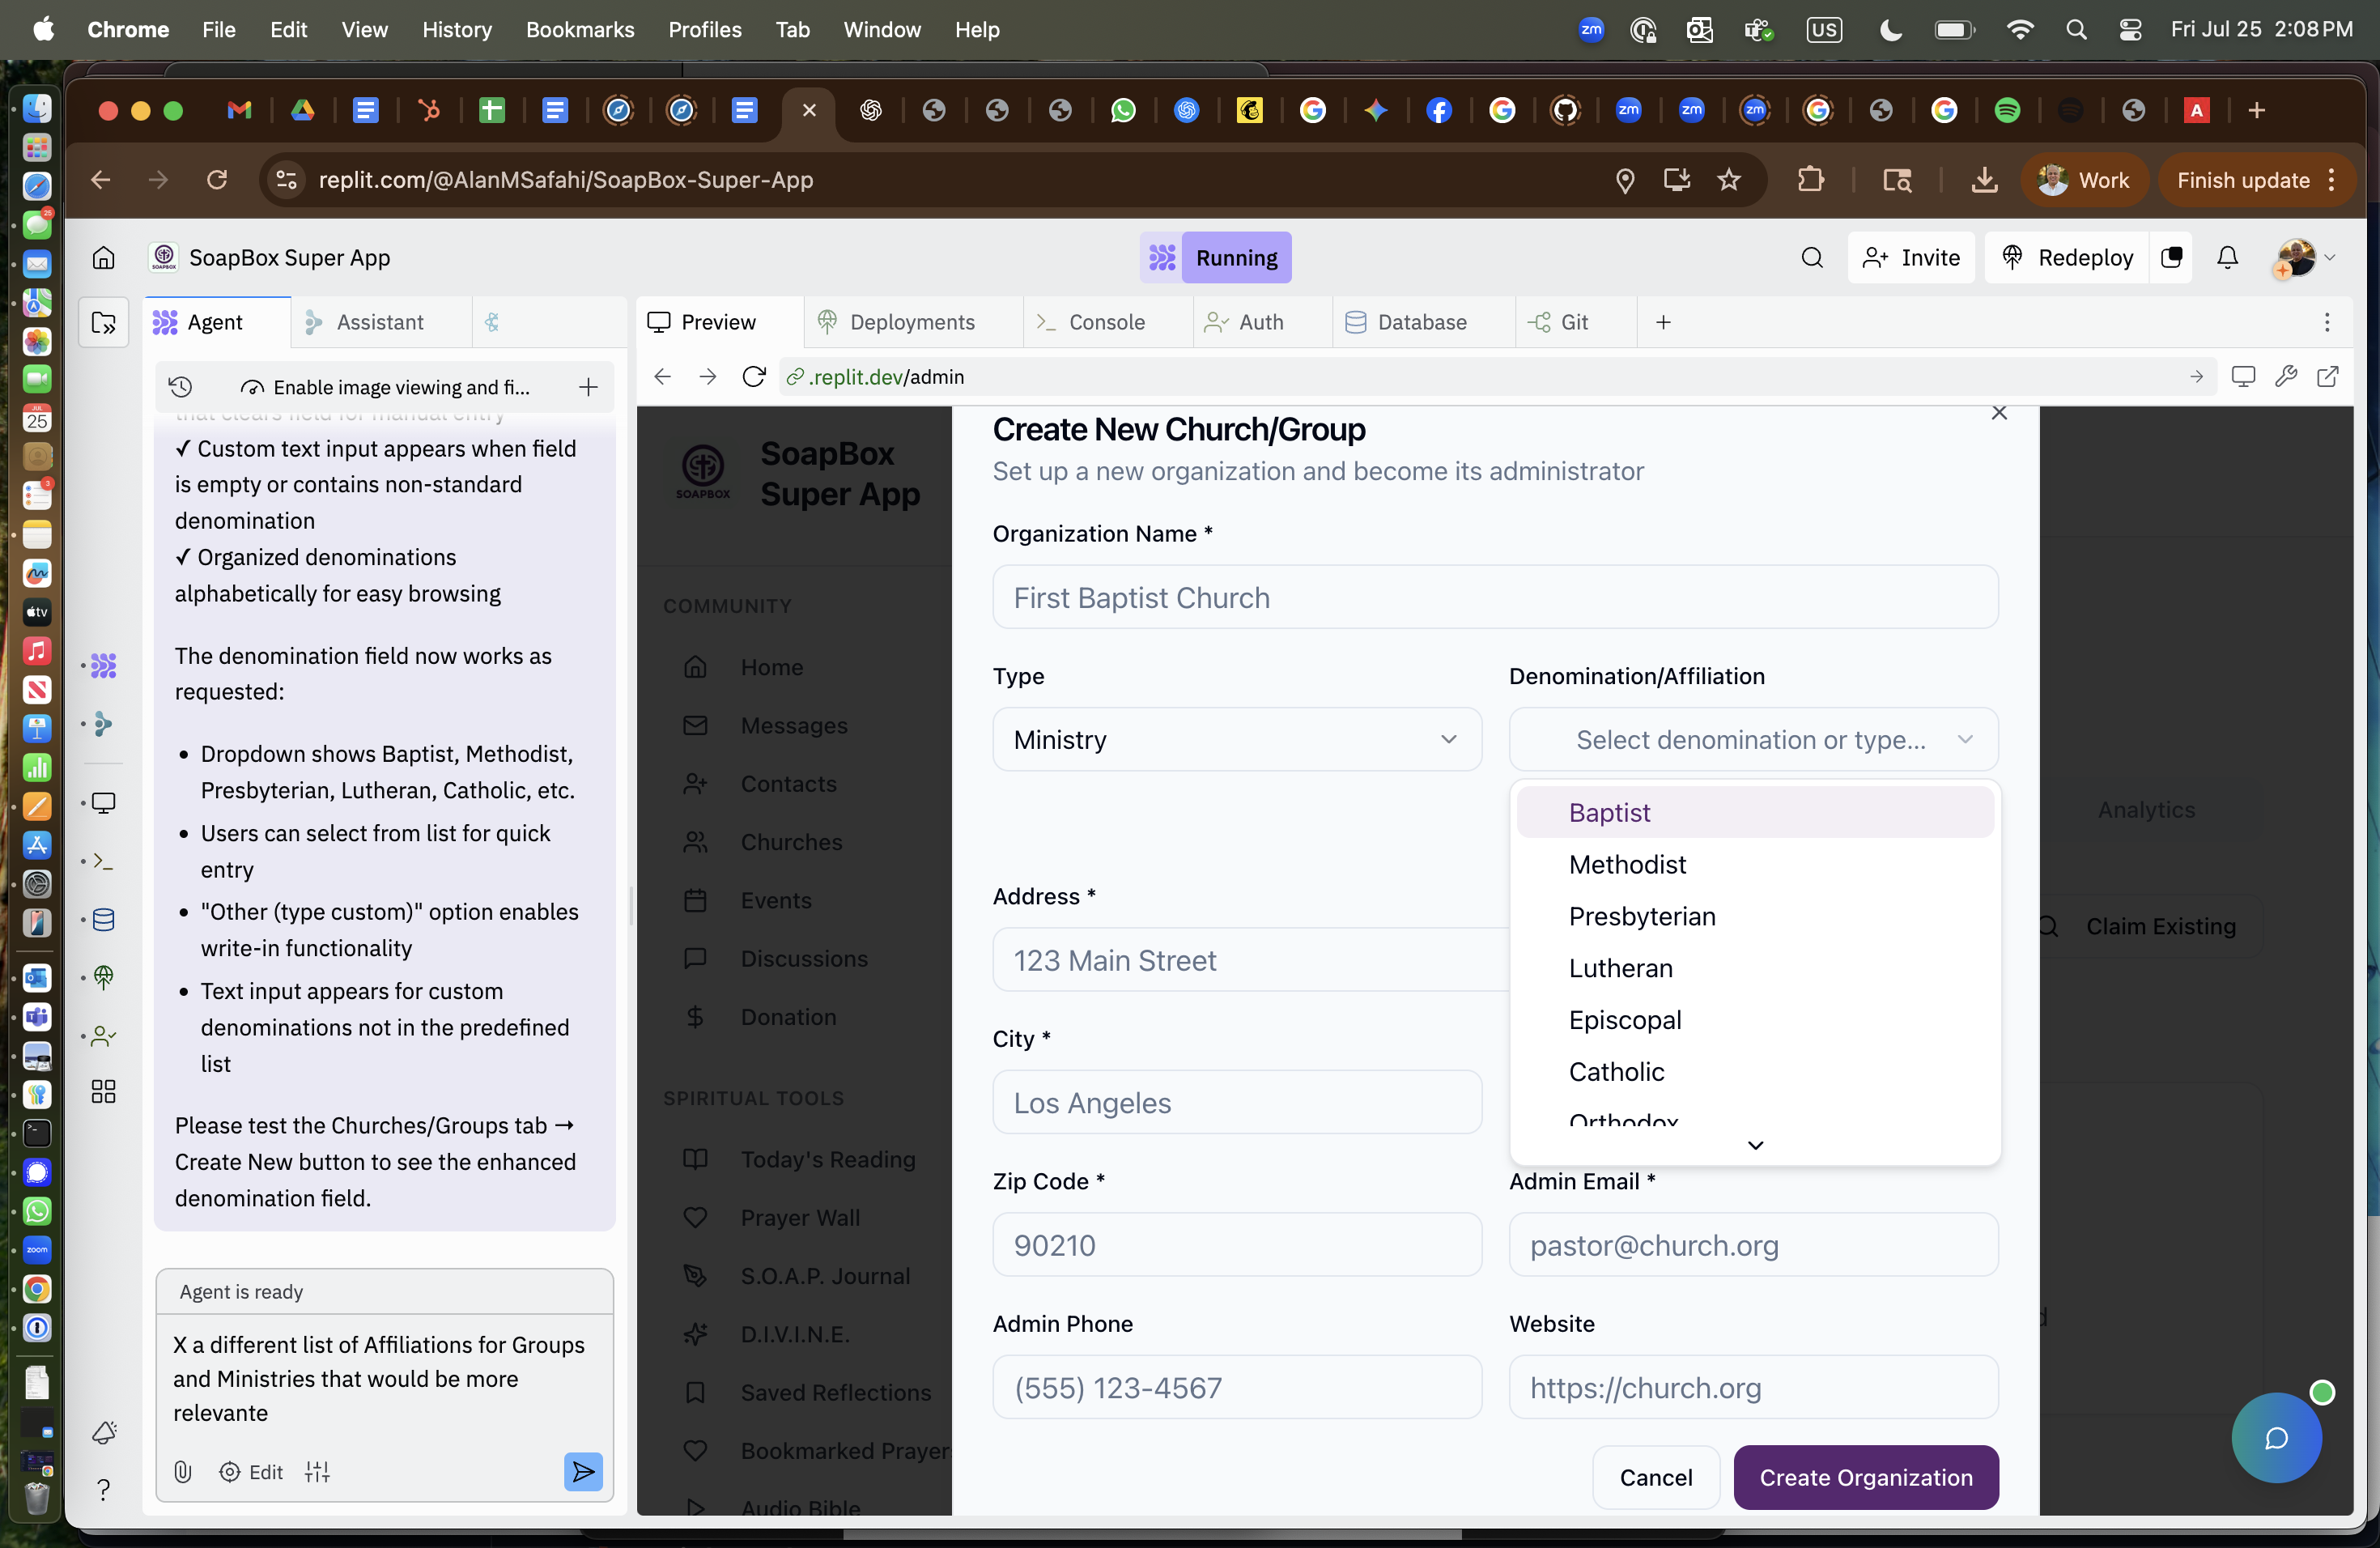 Chrome File Edit View History Bookmarks Profiles Tab Window Help
zm US Fri Jul 25 2:08 PM
replit.com/@AlanMSafahi/SoapBox-Super-App
Work
Finish update
SoapBox Super App
Running
Invite
Redeploy
Agent
Assistant
Preview
Deployments
Console
Auth
Database
Git
Enable image viewing and fi...
.replit.dev/admin
that clears field for manual entry
✓ Custom text input appears when field
is empty or contains non-standard
denomination
✓ Organized denominations
alphabetically for easy browsing
The denomination field now works as
requested:
• Dropdown shows Baptist, Methodist,
Presbyterian, Lutheran, Catholic, etc.
• Users can select from list for quick
entry
• "Other (type custom)" option enables
write-in functionality
• Text input appears for custom
denominations not in the predefined
list
Please test the Churches/Groups tab →
Create New button to see the enhanced
denomination field.
Agent is ready
X a different list of Affiliations for Groups
and Ministries that would be more
relevante
Edit
SOAPBOX
SoapBox
Super App
COMMUNITY
Home
Messages
Contacts
Churches
Events
Discussions
Donation
SPIRITUAL TOOLS
Today's Reading
Prayer Wall
S.O.A.P. Journal
D.I.V.I.N.E.
Saved Reflections
Bookmarked Prayer
Audio Bible
Create New Church/Group
Set up a new organization and become its administrator
Organization Name *
First Baptist Church
Type
Ministry
Denomination/Affiliation
Select denomination or type...
Baptist
Methodist
Presbyterian
Lutheran
Episcopal
Catholic
Orthodox
Address *
123 Main Street
City *
Los Angeles
Zip Code *
90210
Admin Email *
pastor@church.org
Admin Phone
(555) 123-4567
Website
https://church.org
Cancel
Create Organization
Analytics
Claim Existing